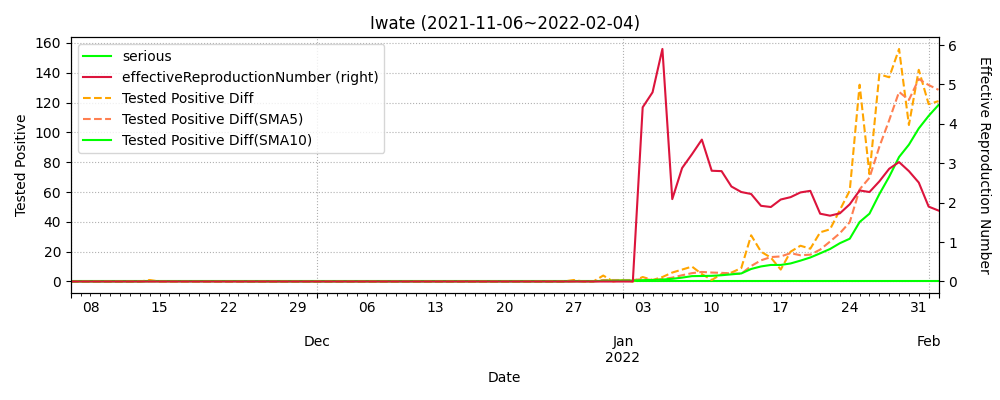 Iwate (2021-11-06~2022-02-04)
serious
effectiveReproductionNumber (right)
Tested Positive Diff
Tested Positive Diff(SMA5)
Tested Positive Diff(SMA10)
160
140
120
100
80
60
40
20
0
Tested Positive
6
5
4
3
2
1
0
Effective Reproduction Number
08 15 22 29 06 13 20 27 03 10 17 24 31
Dec Jan Feb
2022
Date